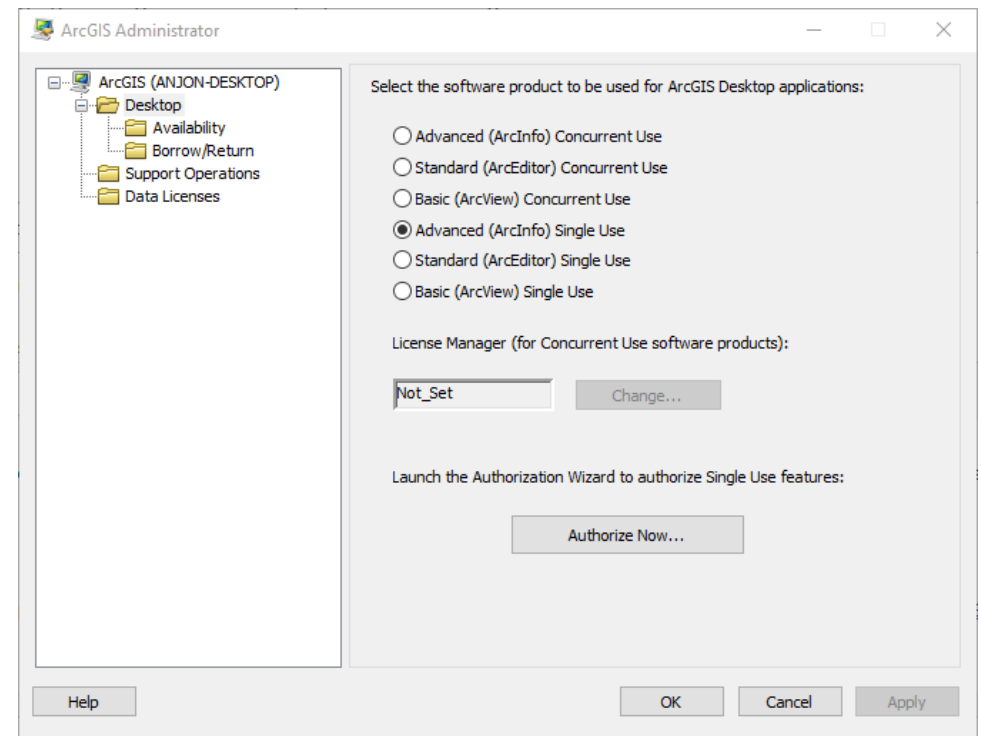 ArcGIS Administrator
ArcGIS (ANJON-DESKTOP)
Desktop
Availability
Borrow/Return
Support Operations
Data Licenses
Select the software product to be used for ArcGIS Desktop applications:
Advanced (ArcInfo) Concurrent Use
Standard (ArcEditor) Concurrent Use
Basic (ArcView) Concurrent Use
Advanced (ArcInfo) Single Use
Standard (ArcEditor) Single Use
Basic (ArcView) Single Use
License Manager (for Concurrent Use software products):
Not_Set
Change...
Launch the Authorization Wizard to authorize Single Use features:
Authorize Now...
Help
OK
Cancel
Apply